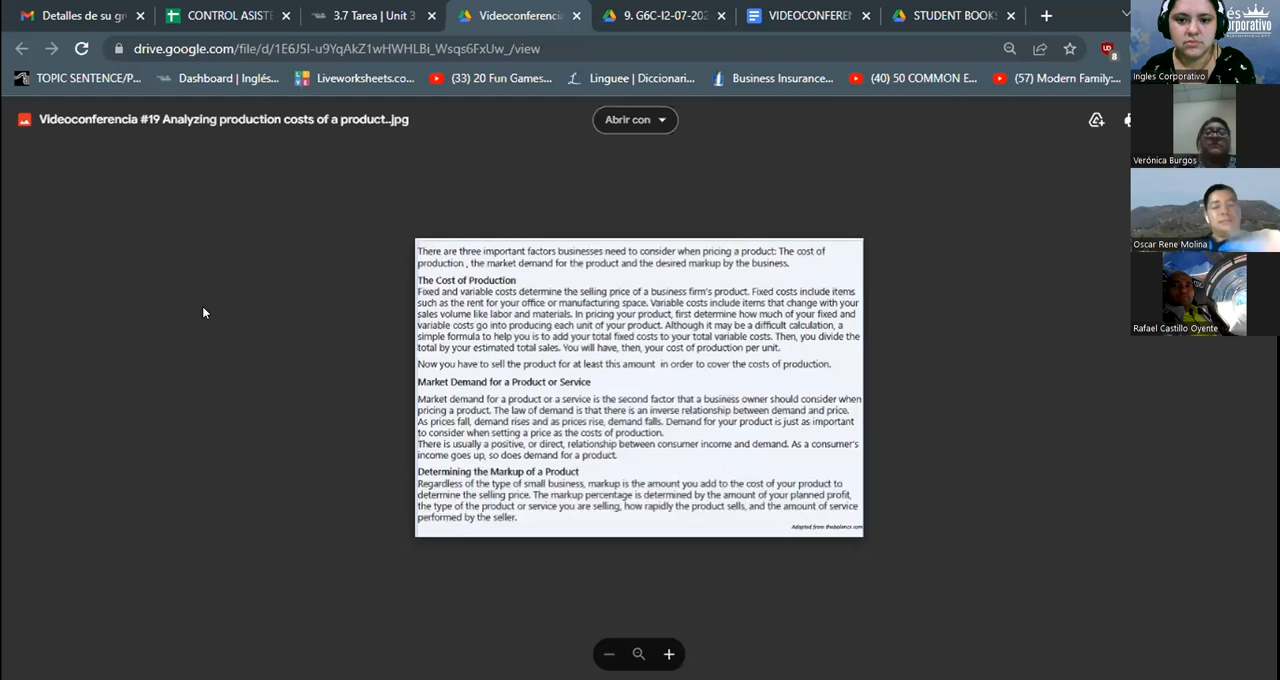 Detalles de su gr
CONTROL ASIST
3.7 Tarea | Unit 3
Videoconferencia
9. G6C-I2-07-202
VIDEOCONFEREN
STUDENT BOOKS
drive.google.com/file/d/1E6J5I-u9YqAkZ1wHWHLBi_Wsqs6FxUw_/view
TOPIC SENTENCE/P...
Dashboard | Inglés...
Liveworksheets.co...
(33) 20 Fun Games...
Linguee | Diccionari...
Business Insurance...
(40) 50 COMMON E...
(57) Modern Family:...
8
Videoconferencia #19 Analyzing production costs of a product..jpg
Abrir con
és
orporativo
Ingles Corporativo
Verónica Burgos
Oscar Rene Molina
Rafael Castillo Oyente
There are three important factors businesses need to consider when pricing a product: The cost of
production , the market demand for the product and the desired markup by the business.
The Cost of Production
Fixed and variable costs determine the selling price of a business firm's product. Fixed costs include items
such as the rent for your office or manufacturing space. Variable costs include items that change with your
sales volume like labor and materials. In pricing your product, first determine how much of your fixed and
variable costs go into producing each unit of your product. Although it may be a difficult calculation, a
simple formula to help you is to add your total fixed costs to your total variable costs. Then, you divide the
total by your estimated total sales. You will have, then, your cost of production per unit.
Now you have to sell the product for at least this amount in order to cover the costs of production.
Market Demand for a Product or Service
Market demand for a product or a service is the second factor that a business owner should consider when
pricing a product. The law of demand is that there is an inverse relationship between demand and price.
As prices fall, demand rises and as prices rise, demand falls. Demand for your product is just as important
to consider when setting a price as the costs of production.
There is usually a positive, or direct, relationship between consumer income and demand. As a consumer's
income goes up, so does demand for a product.
Determining the Markup of a Product
Regardless of the type of small business, markup is the amount you add to the cost of your product to
determine the selling price. The markup percentage is determined by the amount of your planned profit,
the type of the product or service you are selling, how rapidly the product sells, and the amount of service
performed by the seller.
Adapted from thebalance.com